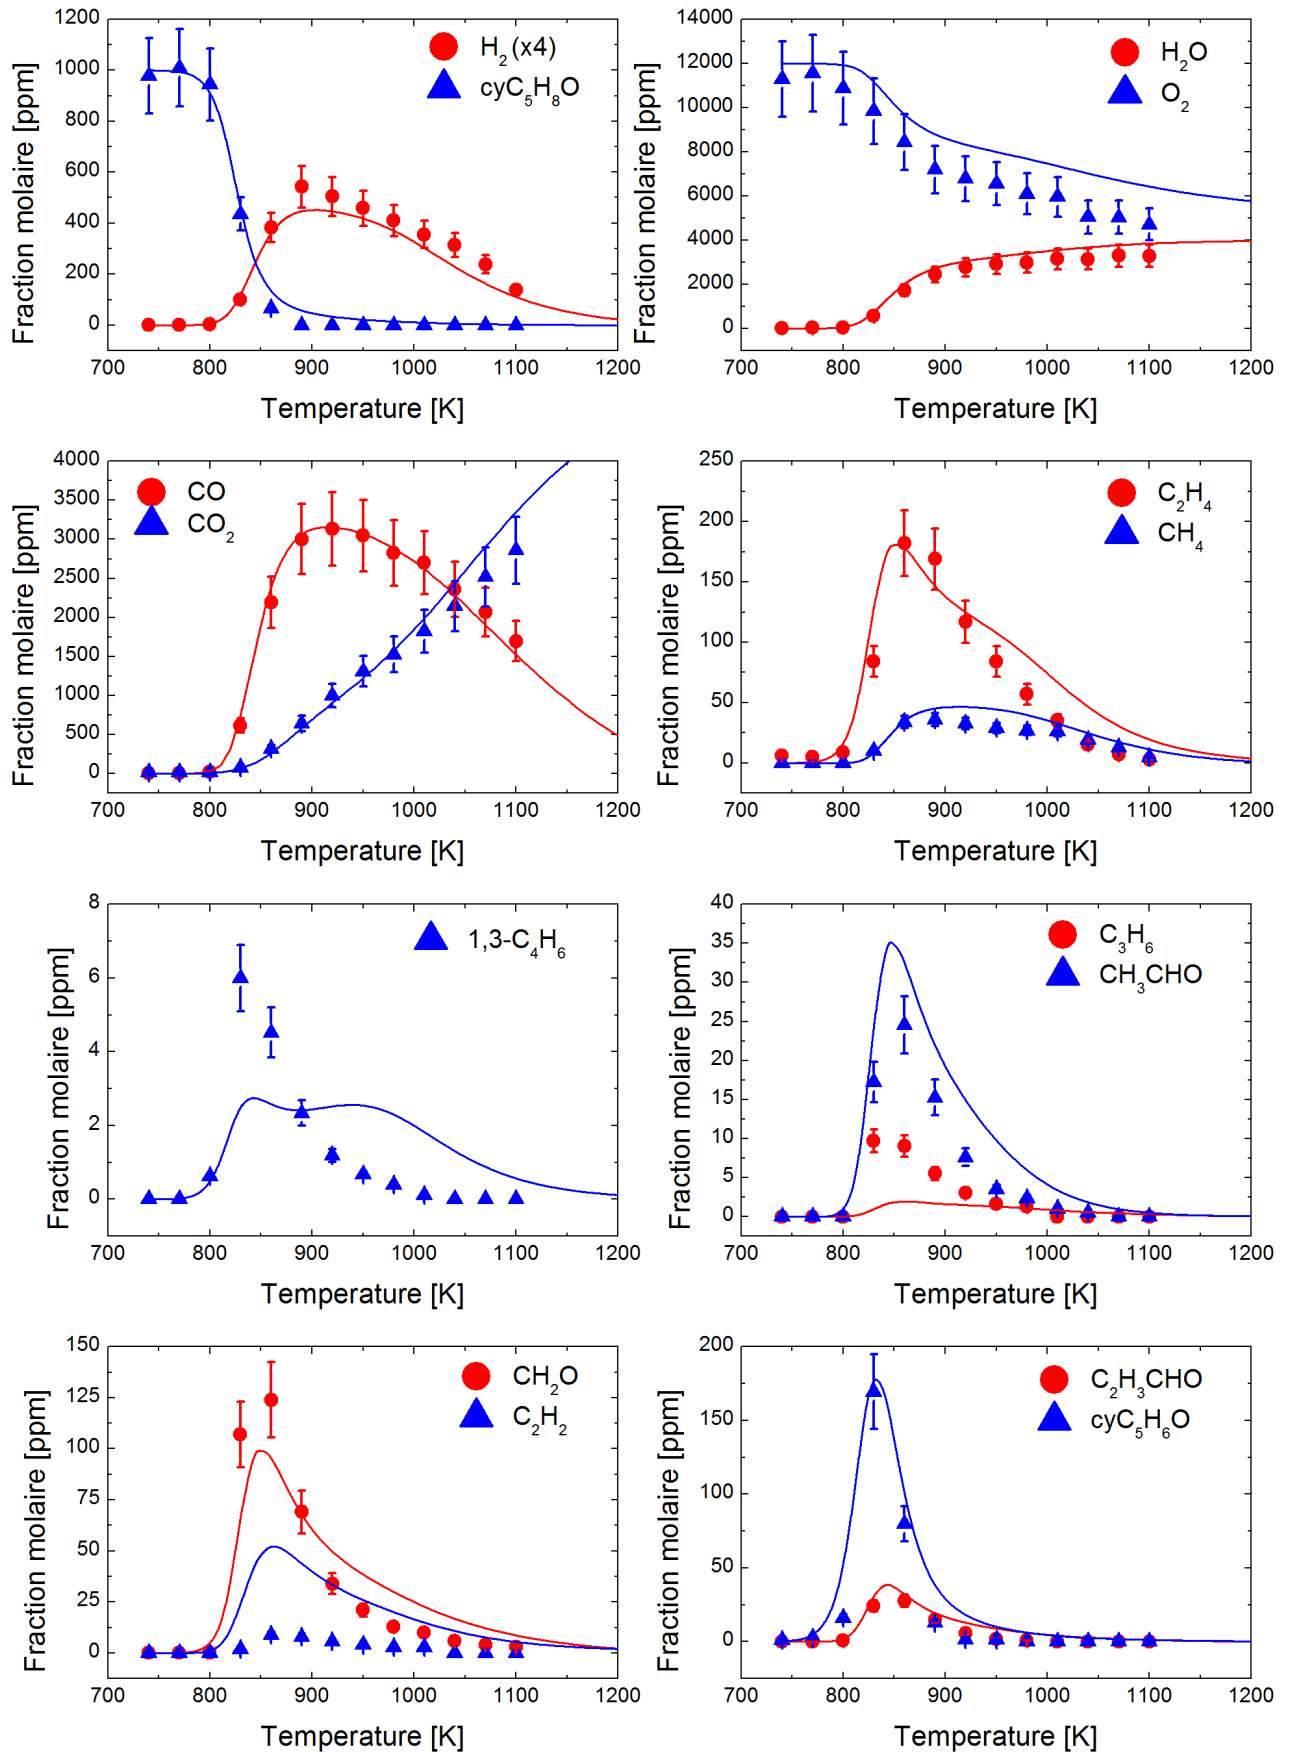 1200
1000
800
600
400
200
0
Fraction molaire [ppm]
H₂(x4)
cyC₅H₈O
700 800 900 1000 1100 1200
Temperature [K]
14000
12000
10000
8000
6000
4000
2000
0
Fraction molaire [ppm]
H₂O
O₂
700 800 900 1000 1100 1200
Temperature [K]
4000
3500
3000
2500
2000
1500
1000
500
0
Fraction molaire [ppm]
CO
CO₂
700 800 900 1000 1100 1200
Temperature [K]
250
200
150
100
50
0
Fraction molaire [ppm]
C₂H₄
CH₄
700 800 900 1000 1100 1200
Temperature [K]
8
6
4
2
0
Fraction molaire [ppm]
1,3-C₄H₆
700 800 900 1000 1100 1200
Temperature [K]
40
35
30
25
20
15
10
5
0
Fraction molaire [ppm]
C₃H₆
CH₃CHO
700 800 900 1000 1100 1200
Temperature [K]
150
125
100
75
50
25
0
Fraction molaire [ppm]
CH₂O
C₂H₂
700 800 900 1000 1100 1200
Temperature [K]
200
150
100
50
0
Fraction molaire [ppm]
C₂H₃CHO
cyC₅H₆O
700 800 900 1000 1100 1200
Temperature [K]